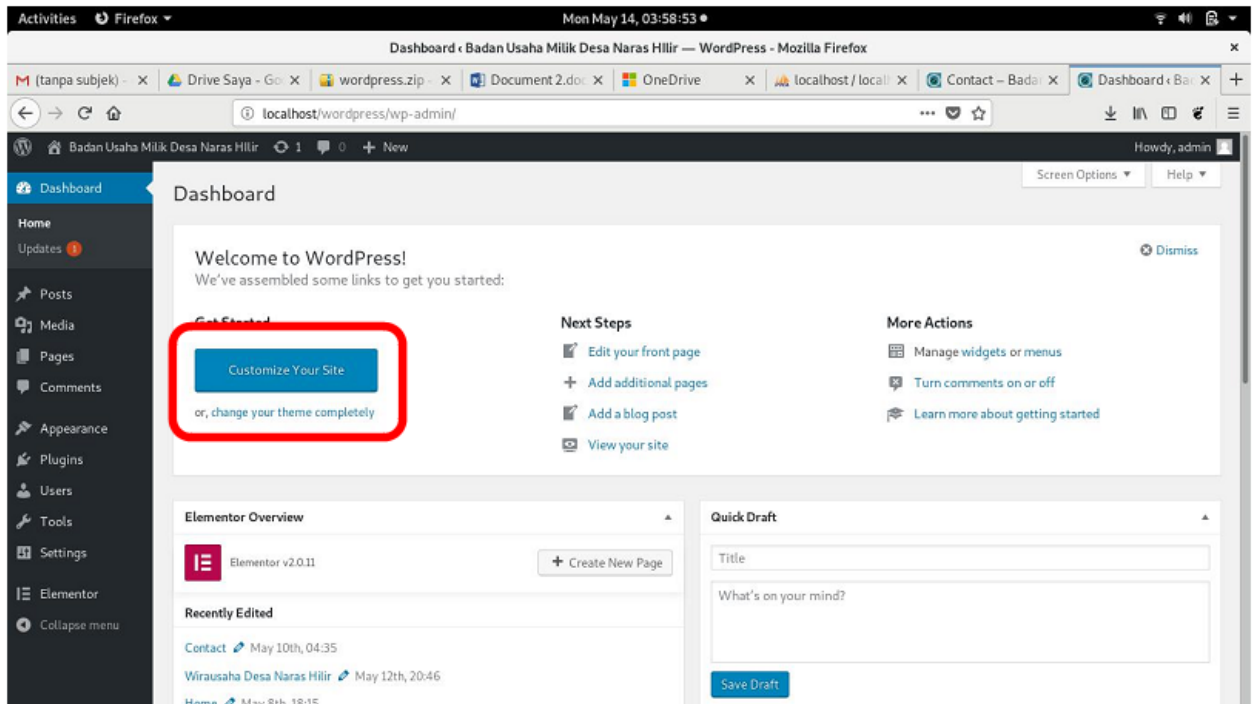 Activities Firefox Mon May 14, 03:58:53
Dashboard ‹ Badan Usaha Milik Desa Naras HIlir — WordPress - Mozilla Firefox
(tanpa subjek) - Drive Saya - Go wordpress.zip - Document 2.doc OneDrive localhost / local Contact – Badan Dashboard ‹ Bad
localhost/wordpress/wp-admin/
Badan Usaha Milik Desa Naras HIlir 1 0 New Howdy, admin
Screen Options Help
Dashboard
Home
Updates 1
Posts
Media
Pages
Comments
Appearance
Plugins
Users
Tools
Settings
Elementor
Collapse menu
Dashboard
Welcome to WordPress!
Dismiss
We've assembled some links to get you started:
Get Started
Customize Your Site
or, change your theme completely
Next Steps
Edit your front page
Add additional pages
Add a blog post
View your site
More Actions
Manage widgets or menus
Turn comments on or off
Learn more about getting started
Elementor Overview
Elementor v2.0.11
Create New Page
Recently Edited
Contact May 10th, 04:35
Wirausaha Desa Naras Hilir May 12th, 20:46
Home May 8th, 18:15
Quick Draft
Title
What's on your mind?
Save Draft